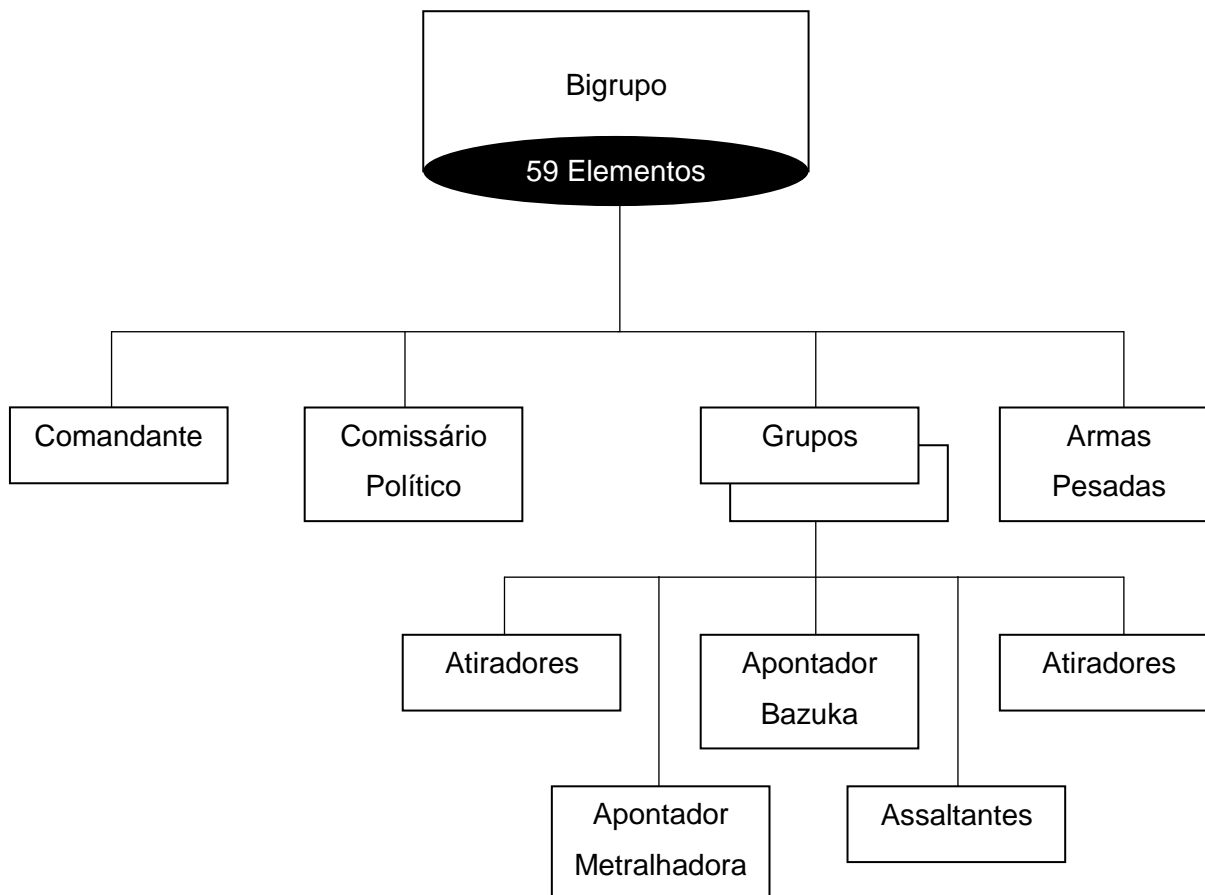 Bigrupo
59 Elementos
Comandante
Comissário
Político
Grupos
Armas
Pesadas
Atiradores
Apontador
Bazuka
Atiradores
Apontador
Metralhadora
Assaltantes